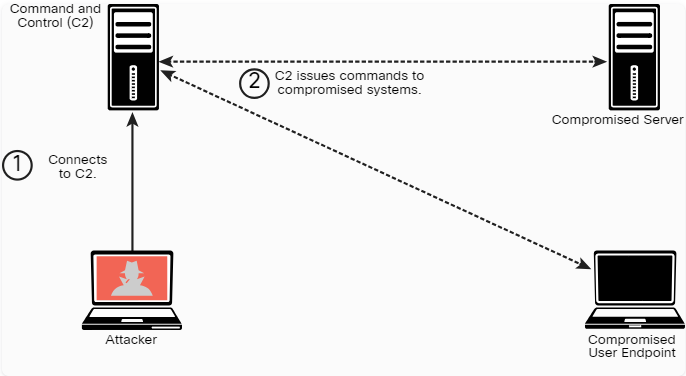 Command and
Control (C2)
2
C2 issues commands to
compromised systems.
Compromised Server
1
Connects
to C2.
Attacker
Compromised
User Endpoint